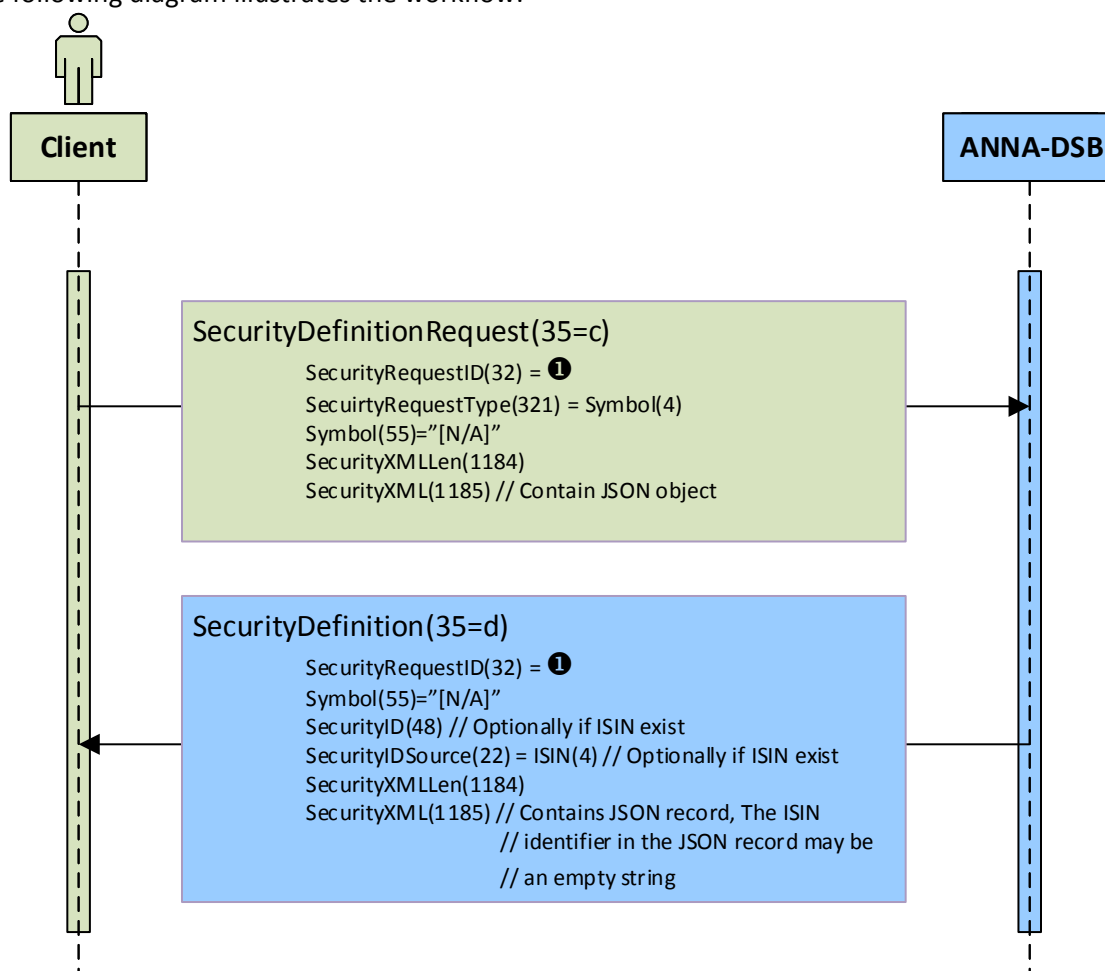 following diagram illustrates the workflow:
Client
ANNA-DSB
SecurityDefinitionRequest(35=c)
SecurityRequestID(32) = ❶
SecuirtyRequestType(321) = Symbol(4)
Symbol(55)="[N/A]"
SecurityXMLLen(1184)
SecurityXML(1185) // Contain JSON object
SecurityDefinition(35=d)
SecurityRequestID(32) = ❶
Symbol(55)="[N/A]"
SecurityID(48) // Optionally if ISIN exist
SecurityIDSource(22) = ISIN(4) // Optionally if ISIN exist
SecurityXMLLen(1184)
SecurityXML(1185) // Contains JSON record, The ISIN
// identifier in the JSON record may be
// an empty string